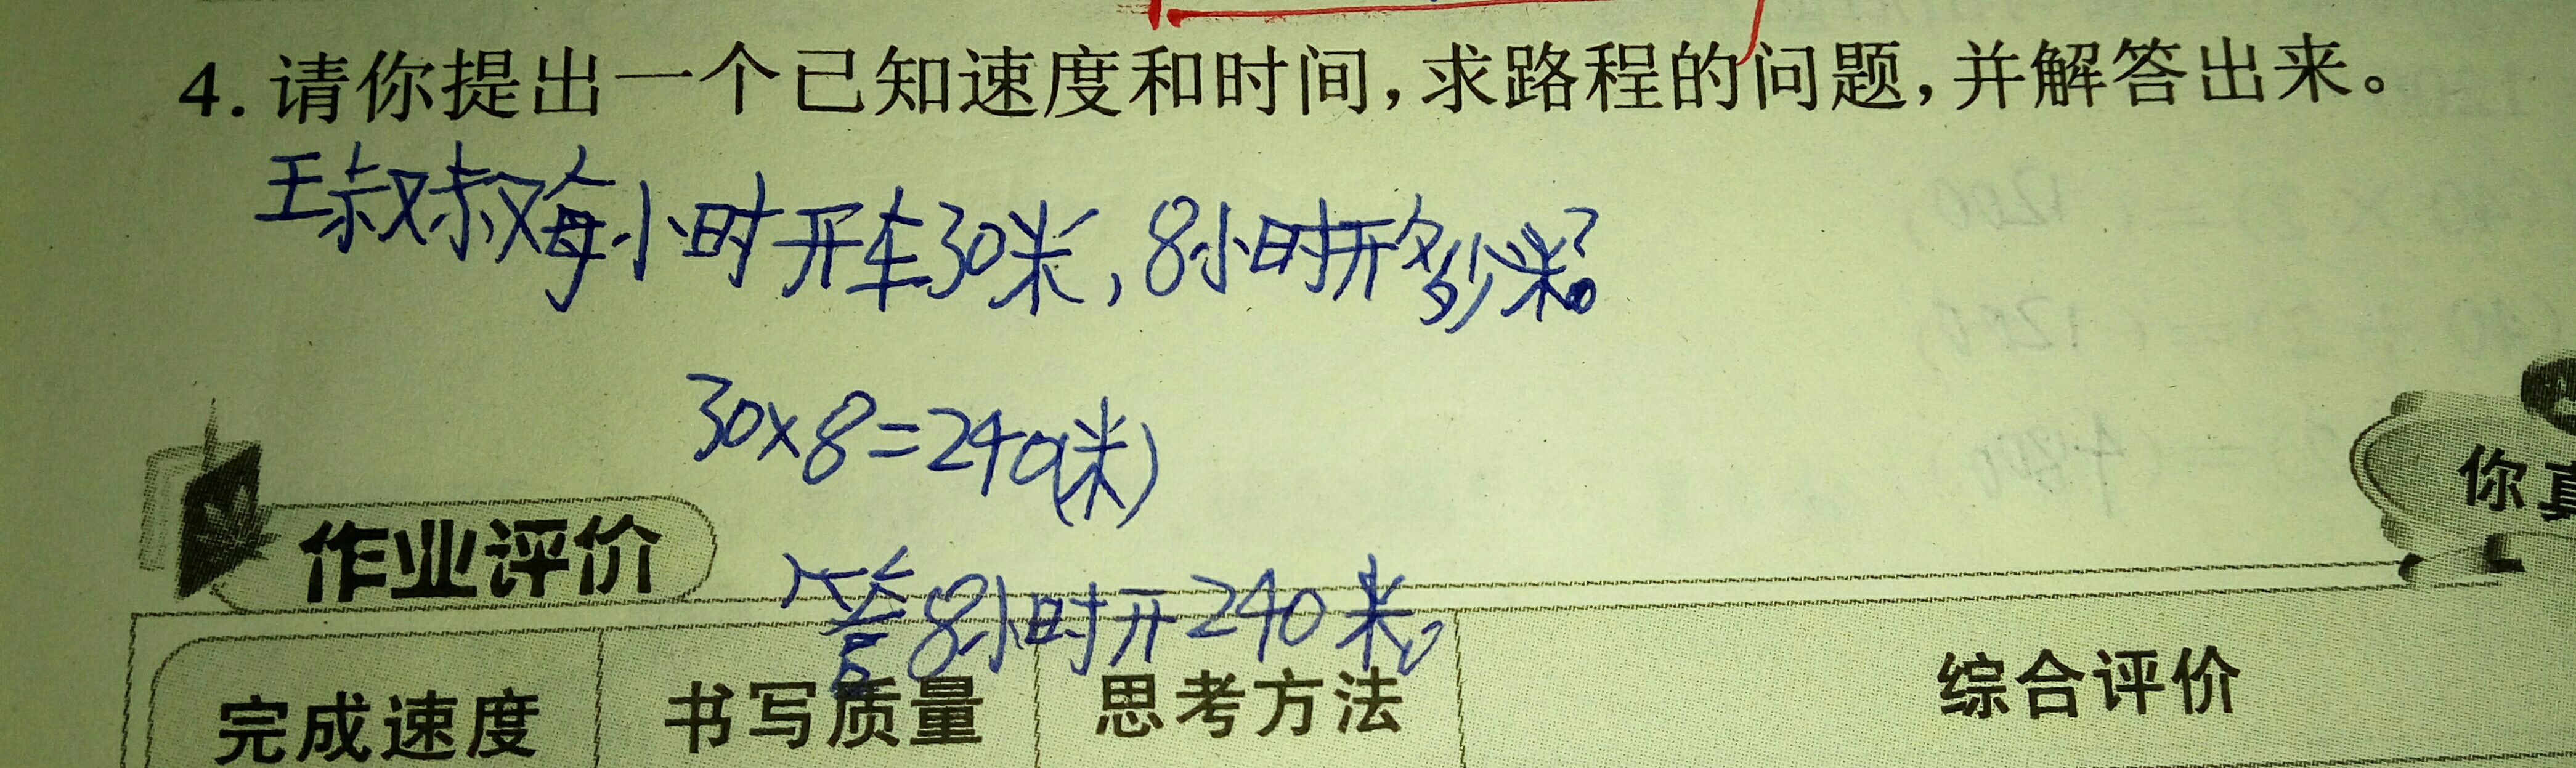 4. 请你提出一个已知速度和时间,求路程的问题,并解答出来。
王叔叔每小时开车30米,8小时开多少米?
30×8=240(米)
答8小时开240米。
作业评价
你真
完成速度 书写质量 思考方法 综合评价